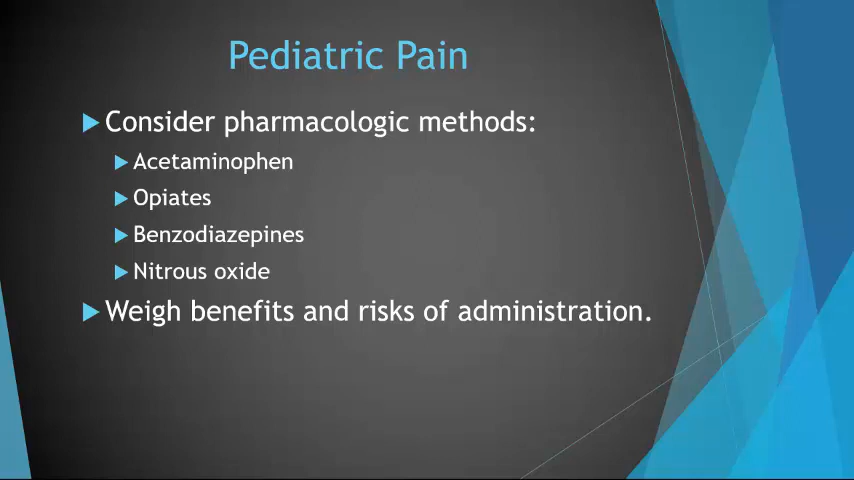 Pediatric Pain
Consider pharmacologic methods:
Acetaminophen
Opiates
Benzodiazepines
Nitrous oxide
Weigh benefits and risks of administration.